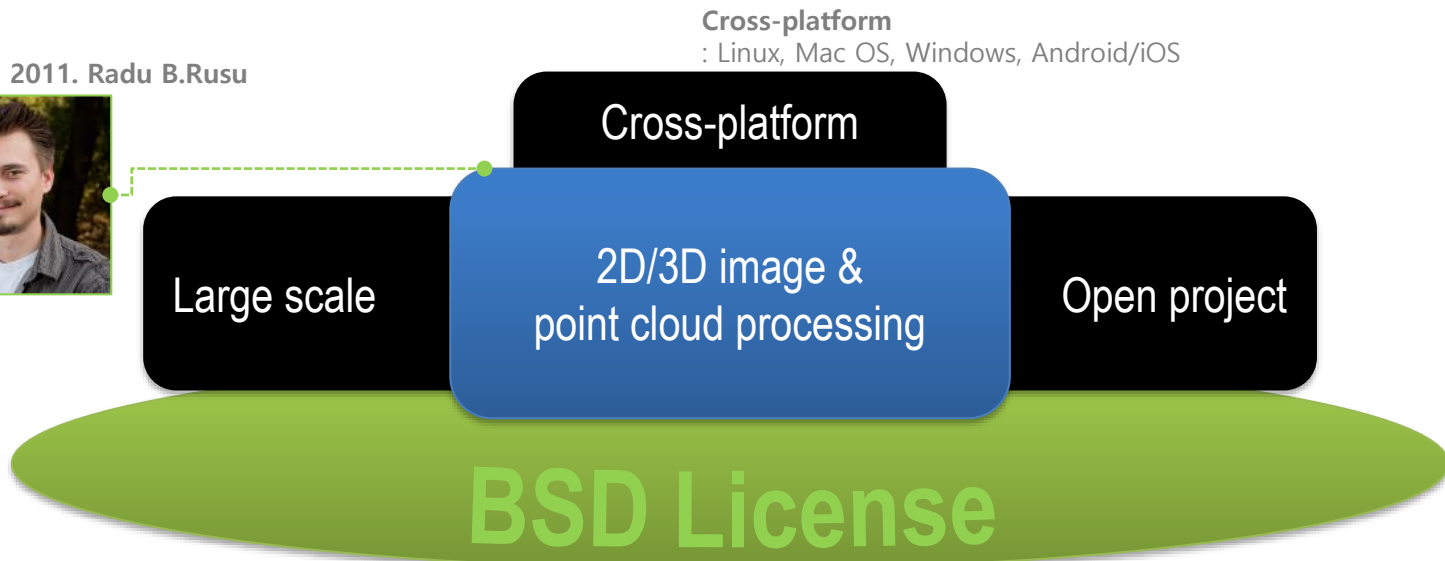 Cross-platform
: Linux, Mac OS, Windows, Android/iOS
2011. Radu B.Rusu
Cross-platform
Large scale
2D/3D image &
point cloud processing
Open project
BSD License